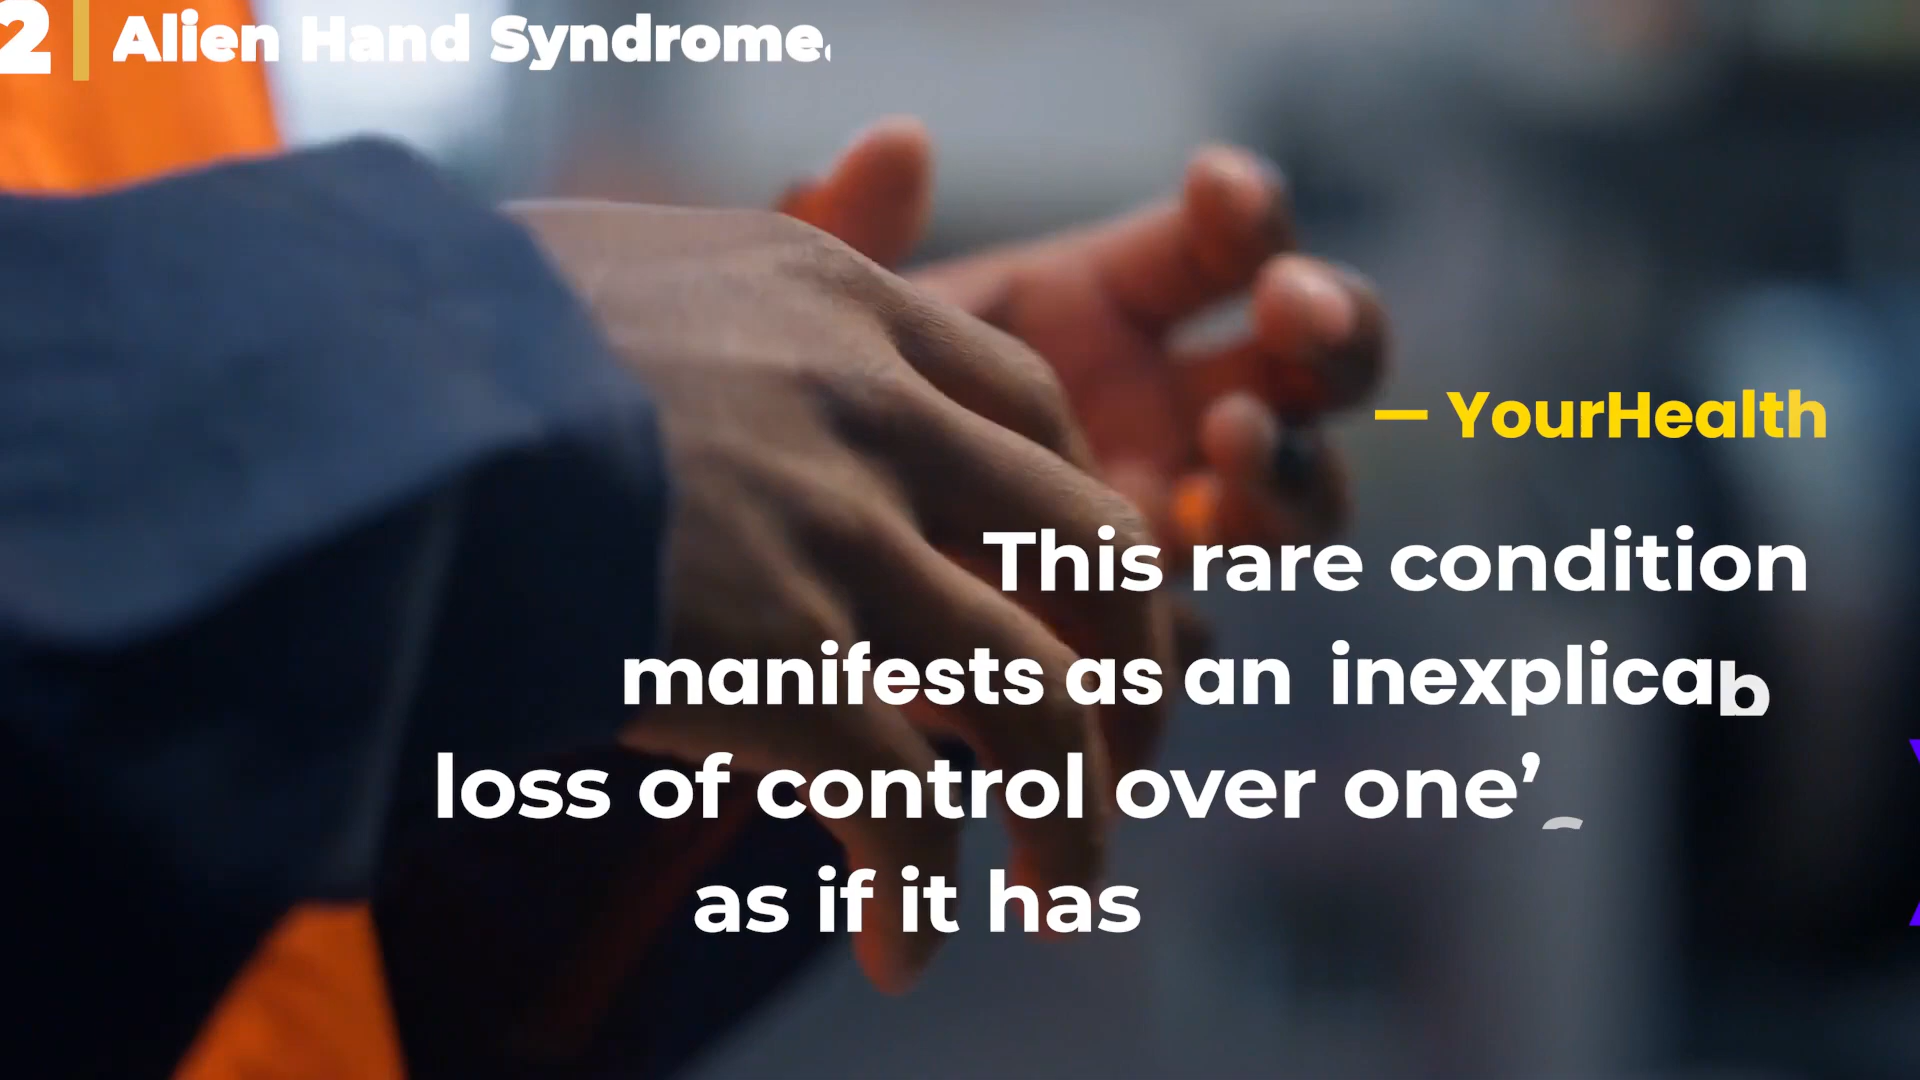 2 | Alien Hand Syndrome.
— YourHealth
This rare condition
manifests as an inexplicab
loss of control over one’
as if it has